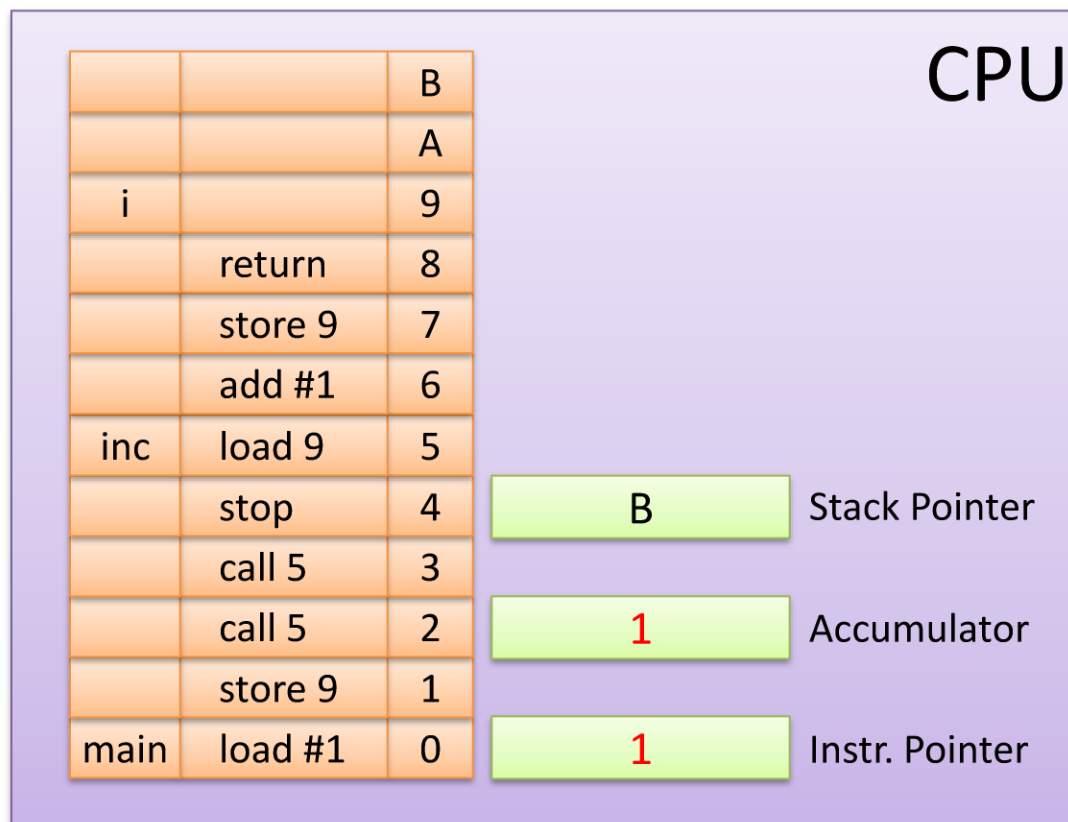 CPU
B
A
i 9
return 8
store 9 7
add #1 6
inc load 9 5
stop 4 B Stack Pointer
call 5 3
call 5 2 1 Accumulator
store 9 1
main load #1 0 1 Instr. Pointer